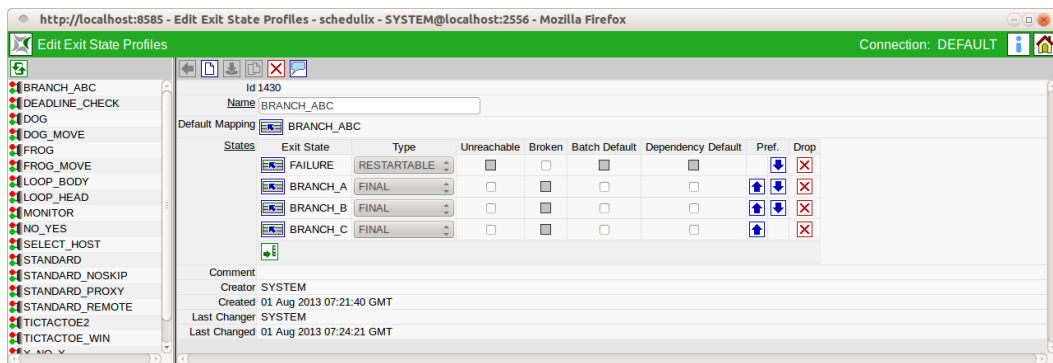 http://localhost:8585 - Edit Exit State Profiles - schedulix - SYSTEM@localhost:2556 - Mozilla Firefox
Edit Exit State Profiles
Connection: DEFAULT
BRANCH_ABC
DEADLINE_CHECK
DOG
DOG_MOVE
FROG
FROG_MOVE
LOOP_BODY
LOOP_HEAD
MONITOR
NO_YES
SELECT_HOST
STANDARD
STANDARD_NOSKIP
STANDARD_PROXY
STANDARD_REMOTE
TICTACTOE2
TICTACTOE_WIN
Id 1430
Name BRANCH_ABC
Default Mapping BRANCH_ABC
States Exit State Type Unreachable Broken Batch Default Dependency Default Pref. Drop
FAILURE RESTARTABLE
BRANCH_A FINAL
BRANCH_B FINAL
BRANCH_C FINAL
Comment
Creator SYSTEM
Created 01 Aug 2013 07:21:40 GMT
Last Changer SYSTEM
Last Changed 01 Aug 2013 07:24:21 GMT